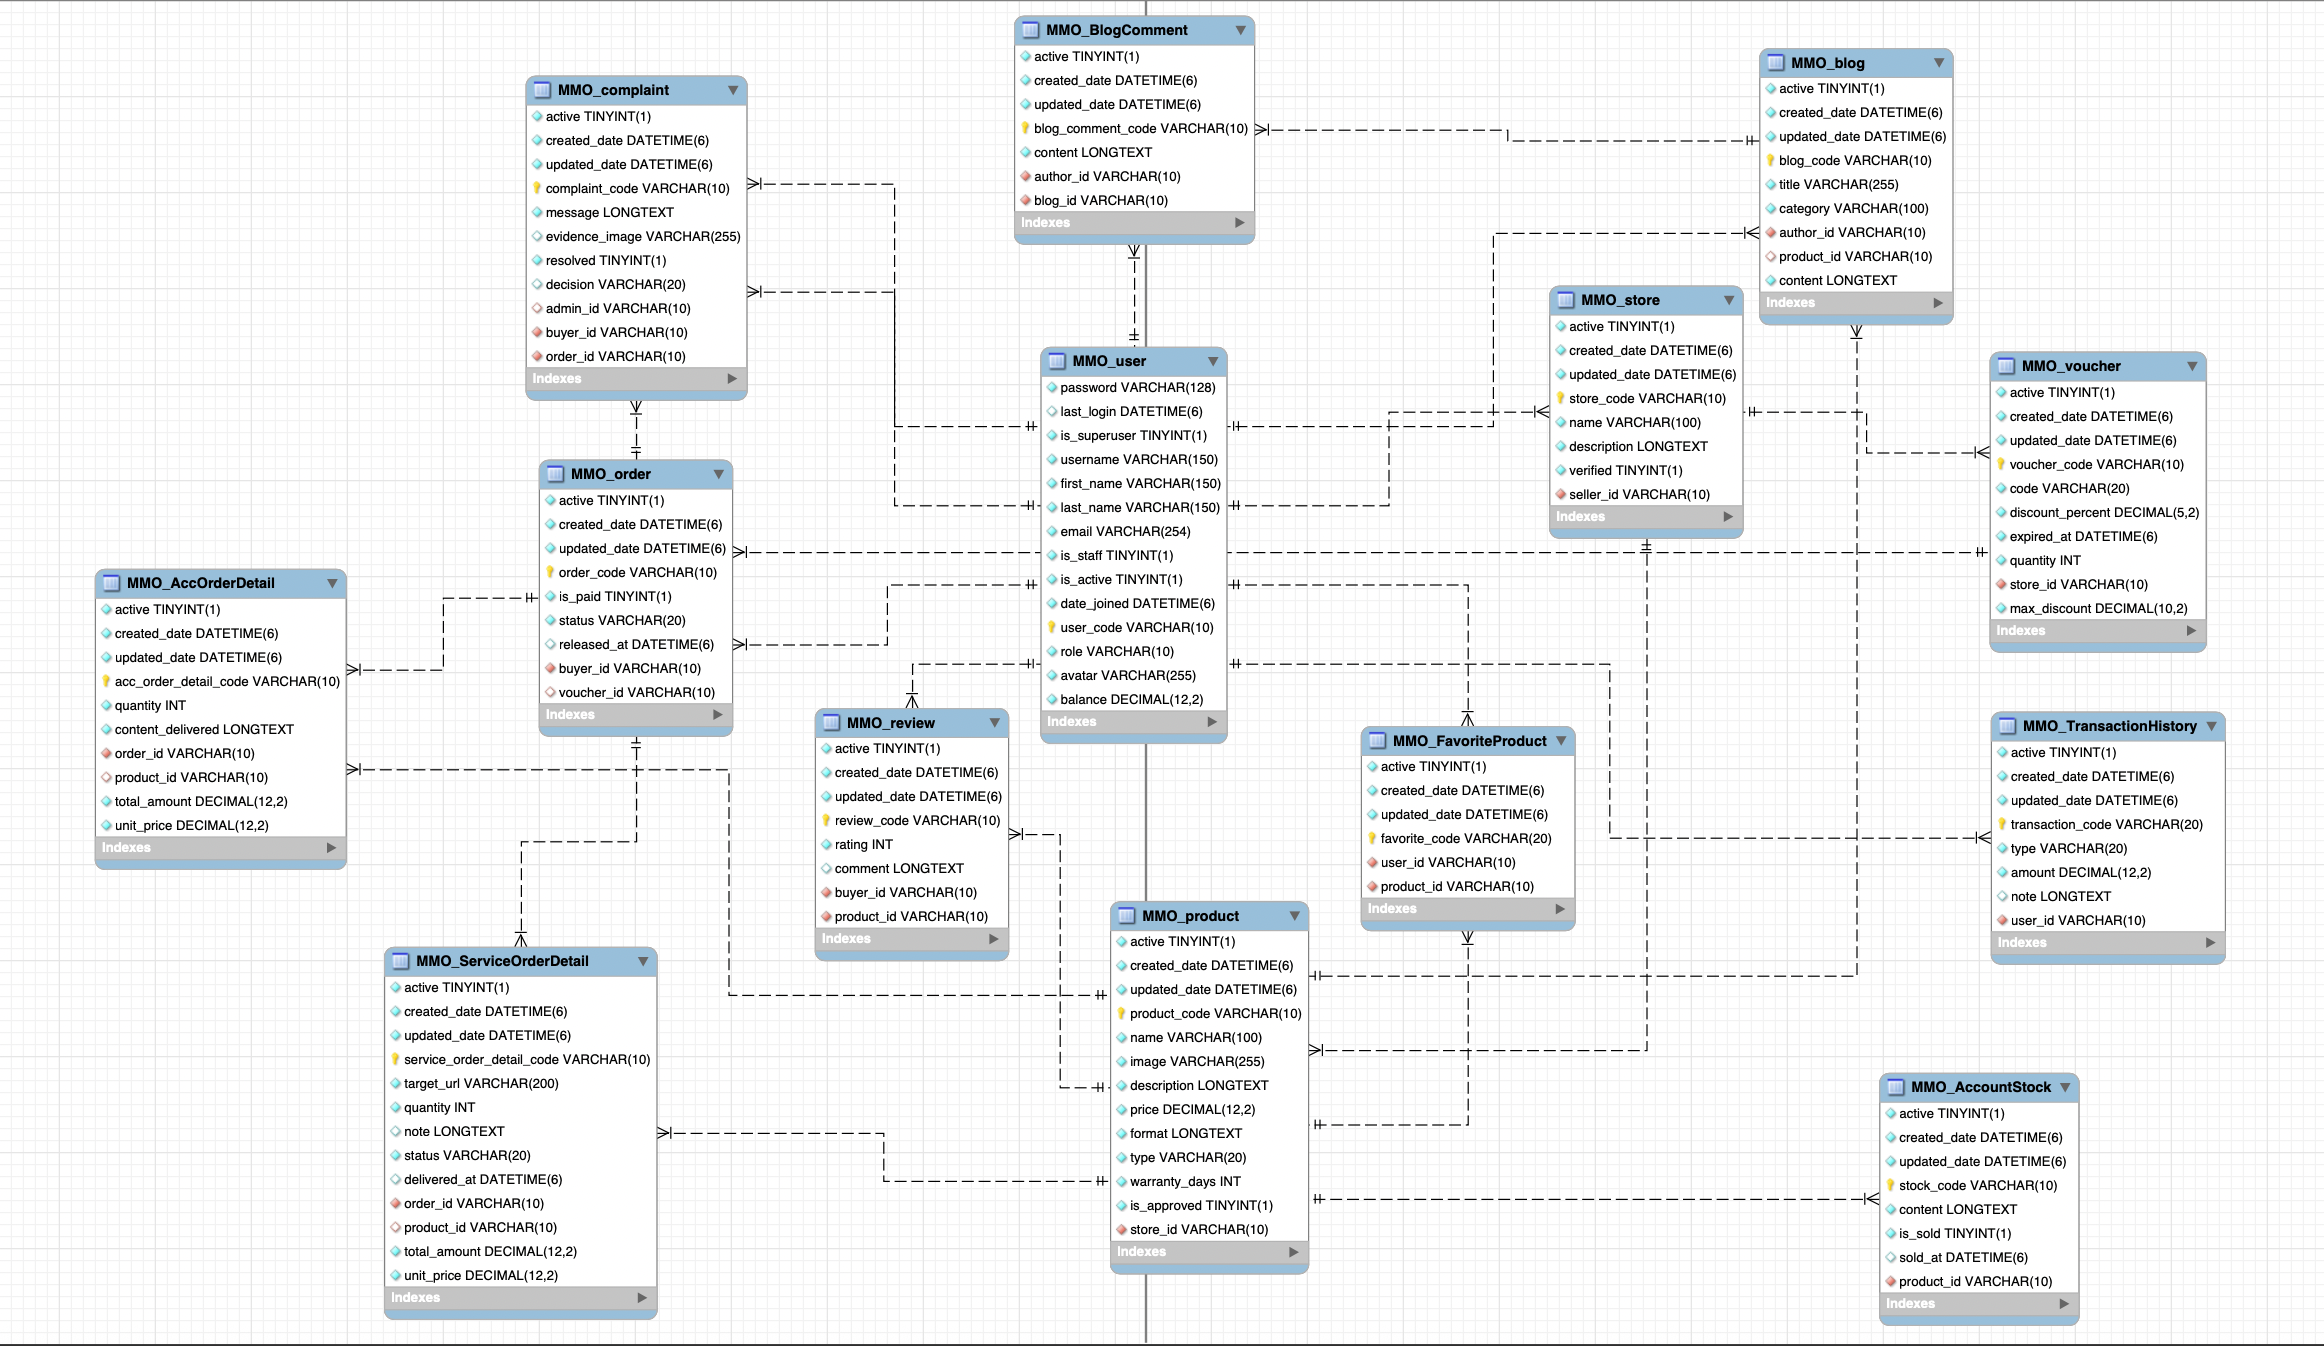 MMO_BlogComment
active TINYINT(1)
created_date DATETIME(6)
updated_date DATETIME(6)
blog_comment_code VARCHAR(10)
content LONGTEXT
author_id VARCHAR(10)
blog_id VARCHAR(10)
Indexes
MMO_blog
active TINYINT(1)
created_date DATETIME(6)
updated_date DATETIME(6)
blog_code VARCHAR(10)
title VARCHAR(255)
category VARCHAR(100)
author_id VARCHAR(10)
product_id VARCHAR(10)
content LONGTEXT
Indexes
MMO_complaint
active TINYINT(1)
created_date DATETIME(6)
updated_date DATETIME(6)
complaint_code VARCHAR(10)
message LONGTEXT
evidence_image VARCHAR(255)
resolved TINYINT(1)
decision VARCHAR(20)
admin_id VARCHAR(10)
buyer_id VARCHAR(10)
order_id VARCHAR(10)
Indexes
MMO_store
active TINYINT(1)
created_date DATETIME(6)
updated_date DATETIME(6)
store_code VARCHAR(10)
name VARCHAR(100)
description LONGTEXT
verified TINYINT(1)
seller_id VARCHAR(10)
Indexes
MMO_user
password VARCHAR(128)
last_login DATETIME(6)
is_superuser TINYINT(1)
username VARCHAR(150)
first_name VARCHAR(150)
last_name VARCHAR(150)
email VARCHAR(254)
is_staff TINYINT(1)
is_active TINYINT(1)
date_joined DATETIME(6)
user_code VARCHAR(10)
role VARCHAR(10)
avatar VARCHAR(255)
balance DECIMAL(12,2)
Indexes
MMO_voucher
active TINYINT(1)
created_date DATETIME(6)
updated_date DATETIME(6)
voucher_code VARCHAR(10)
code VARCHAR(20)
discount_percent DECIMAL(5,2)
expired_at DATETIME(6)
quantity INT
store_id VARCHAR(10)
max_discount DECIMAL(10,2)
Indexes
MMO_order
active TINYINT(1)
created_date DATETIME(6)
updated_date DATETIME(6)
order_code VARCHAR(10)
is_paid TINYINT(1)
status VARCHAR(20)
released_at DATETIME(6)
buyer_id VARCHAR(10)
voucher_id VARCHAR(10)
Indexes
MMO_AccOrderDetail
active TINYINT(1)
created_date DATETIME(6)
updated_date DATETIME(6)
acc_order_detail_code VARCHAR(10)
quantity INT
content_delivered LONGTEXT
order_id VARCHAR(10)
product_id VARCHAR(10)
total_amount DECIMAL(12,2)
unit_price DECIMAL(12,2)
Indexes
MMO_review
active TINYINT(1)
created_date DATETIME(6)
updated_date DATETIME(6)
review_code VARCHAR(10)
rating INT
comment LONGTEXT
buyer_id VARCHAR(10)
product_id VARCHAR(10)
Indexes
MMO_FavoriteProduct
active TINYINT(1)
created_date DATETIME(6)
updated_date DATETIME(6)
favorite_code VARCHAR(20)
user_id VARCHAR(10)
product_id VARCHAR(10)
Indexes
MMO_TransactionHistory
active TINYINT(1)
created_date DATETIME(6)
updated_date DATETIME(6)
transaction_code VARCHAR(20)
type VARCHAR(20)
amount DECIMAL(12,2)
note LONGTEXT
user_id VARCHAR(10)
Indexes
MMO_product
active TINYINT(1)
created_date DATETIME(6)
updated_date DATETIME(6)
product_code VARCHAR(10)
name VARCHAR(100)
image VARCHAR(255)
description LONGTEXT
price DECIMAL(12,2)
format LONGTEXT
type VARCHAR(20)
warranty_days INT
is_approved TINYINT(1)
store_id VARCHAR(10)
Indexes
MMO_ServiceOrderDetail
active TINYINT(1)
created_date DATETIME(6)
updated_date DATETIME(6)
service_order_detail_code VARCHAR(10)
target_url VARCHAR(200)
quantity INT
note LONGTEXT
status VARCHAR(20)
delivered_at DATETIME(6)
order_id VARCHAR(10)
product_id VARCHAR(10)
total_amount DECIMAL(12,2)
unit_price DECIMAL(12,2)
Indexes
MMO_AccountStock
active TINYINT(1)
created_date DATETIME(6)
updated_date DATETIME(6)
stock_code VARCHAR(10)
content LONGTEXT
is_sold TINYINT(1)
sold_at DATETIME(6)
product_id VARCHAR(10)
Indexes